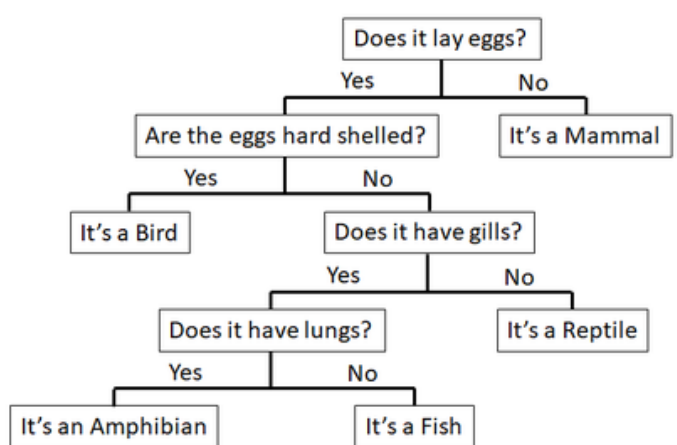 Does it lay eggs?
Yes
No
Are the eggs hard shelled?
It's a Mammal
Yes
No
It's a Bird
Does it have gills?
Yes
No
Does it have lungs?
It's a Reptile
Yes
No
It's an Amphibian
It's a Fish